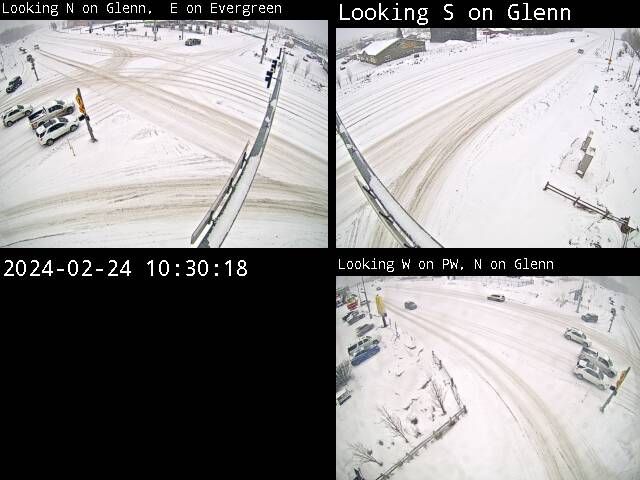 Looking N on Glenn, E on Evergreen
Looking S on Glenn
2024-02-24 10:30:18
Looking W on PW, N on Glenn